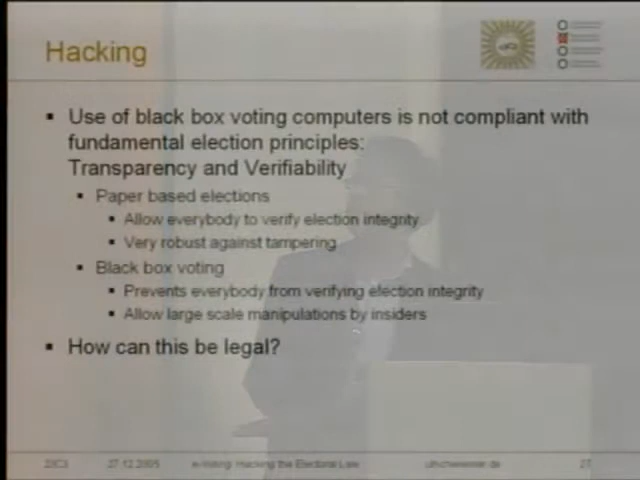 Hacking
Use of black box voting computers is not compliant with
fundamental election principles:
Transparency and Verifiability
Paper based elections
Allow everybody to verify election integrity
Very robust against tampering
Black box voting
Prevents everybody from verifying election integrity
Allow large scale manipulations by insiders
How can this be legal?
22C3 27.12.2005 e-Voting: Hacking the Electoral Law 27